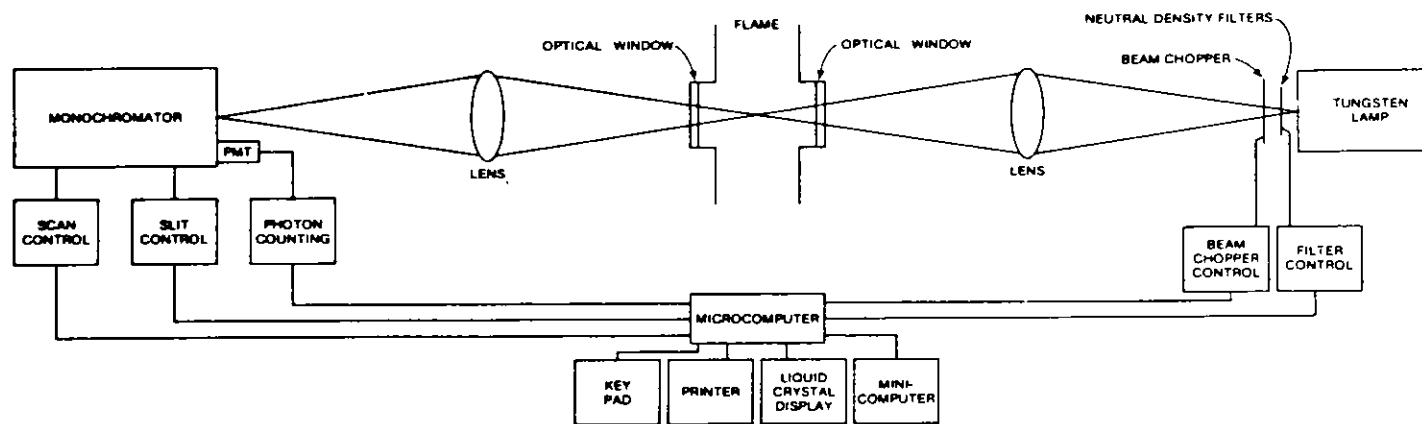 FLAME
NEUTRAL DENSITY FILTERS
OPTICAL WINDOW
OPTICAL WINDOW
BEAM CHOPPER
MONOCHROMATOR
TUNGSTEN
LAMP
PMT
LENS
LENS
SCAN
CONTROL
SLIT
CONTROL
PHOTON
COUNTING
BEAM
CHOPPER
CONTROL
FILTER
CONTROL
MICROCOMPUTER
KEY
PAD
PRINTER
LIQUID
CRYSTAL
DISPLAY
MINI-
COMPUTER